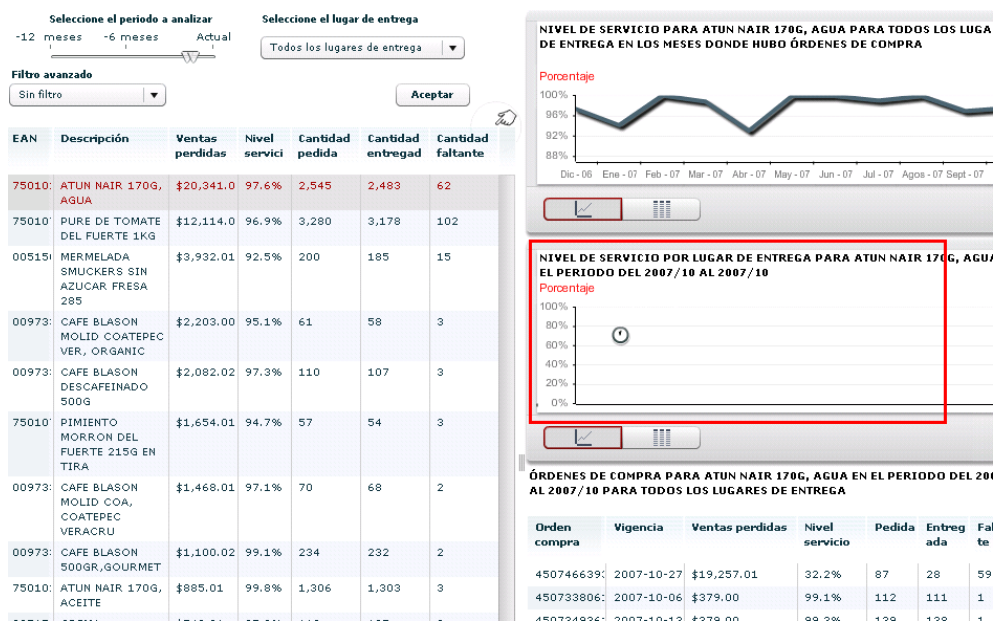 Seleccione el periodo a analizar
-12 meses -6 meses Actual
Seleccione el lugar de entrega
Todos los lugares de entrega
Filtro avanzado
Sin filtro
Aceptar
EAN Descripción Ventas perdidas Nivel servici Cantidad pedida Cantidad entregad Cantidad faltante
75010 ATUN NAIR 170G, $20,341.0 97.6% 2,545 2,483 62
AGUA
75010 PURE DE TOMATE $12,114.0 96.9% 3,280 3,178 102
DEL FUERTE 1KG
00515 MERMELADA $3,932.01 92.5% 200 185 15
SMUCKERS SIN
AZUCAR FRESA
285
00973 CAFE BLASON $2,203.00 95.1% 61 58 3
MOLID COATEPEC
VER, ORGANIC
00973 CAFE BLASON $2,082.02 97.3% 110 107 3
DESCAFEINADO
500G
75010 PIMIENTO $1,654.01 94.7% 57 54 3
MORRON DEL
FUERTE 215G EN
TIRA
00973 CAFE BLASON $1,468.01 97.1% 70 68 2
MOLID COA,
COATEPEC
VERACRU
00973 CAFE BLASON $1,100.02 99.1% 234 232 2
500GR,GOURMET
75010 ATUN NAIR 170G, $885.01 99.8% 1,306 1,303 3
ACEITE
NIVEL DE SERVICIO PARA ATUN NAIR 170G, AGUA PARA TODOS LOS LUGA
DE ENTREGA EN LOS MESES DONDE HUBO ÓRDENES DE COMPRA
Porcentaje
100%
96%
92%
88%
Dic - 06 Ene - 07 Feb - 07 Mar - 07 Abr - 07 May - 07 Jun - 07 Jul - 07 Agos - 07 Sept - 07
NIVEL DE SERVICIO POR LUGAR DE ENTREGA PARA ATUN NAIR 170G, AGUA
EL PERIODO DEL 2007/10 AL 2007/10
Porcentaje
100%
80%
60%
40%
20%
0%
ÓRDENES DE COMPRA PARA ATUN NAIR 170G, AGUA EN EL PERIODO DEL 200
AL 2007/10 PARA TODOS LOS LUGARES DE ENTREGA
Orden compra Vigencia Ventas perdidas Nivel servicio Pedida Entreg ada Fal te
450746639 2007-10-27 $19,257.01 32.2% 87 28 59
450733806 2007-10-06 $379.00 99.1% 112 111 1